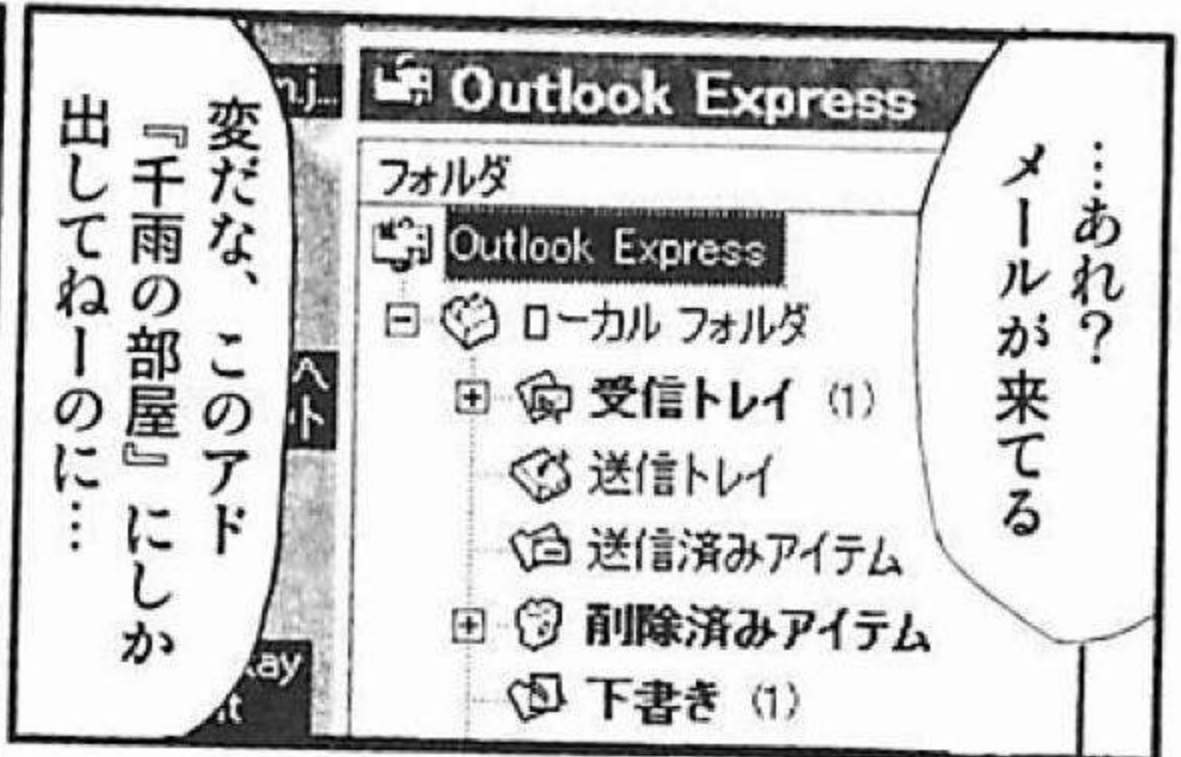 …あれ?
メールが来てる
Outlook Express
フォルダ
Outlook Express
ローカル フォルダ
受信トレイ (1)
送信トレイ
送信済みアイテム
削除済みアイテム
下書き (1)
変だな、このアド
『千雨の部屋』にしか
出してねーのに…